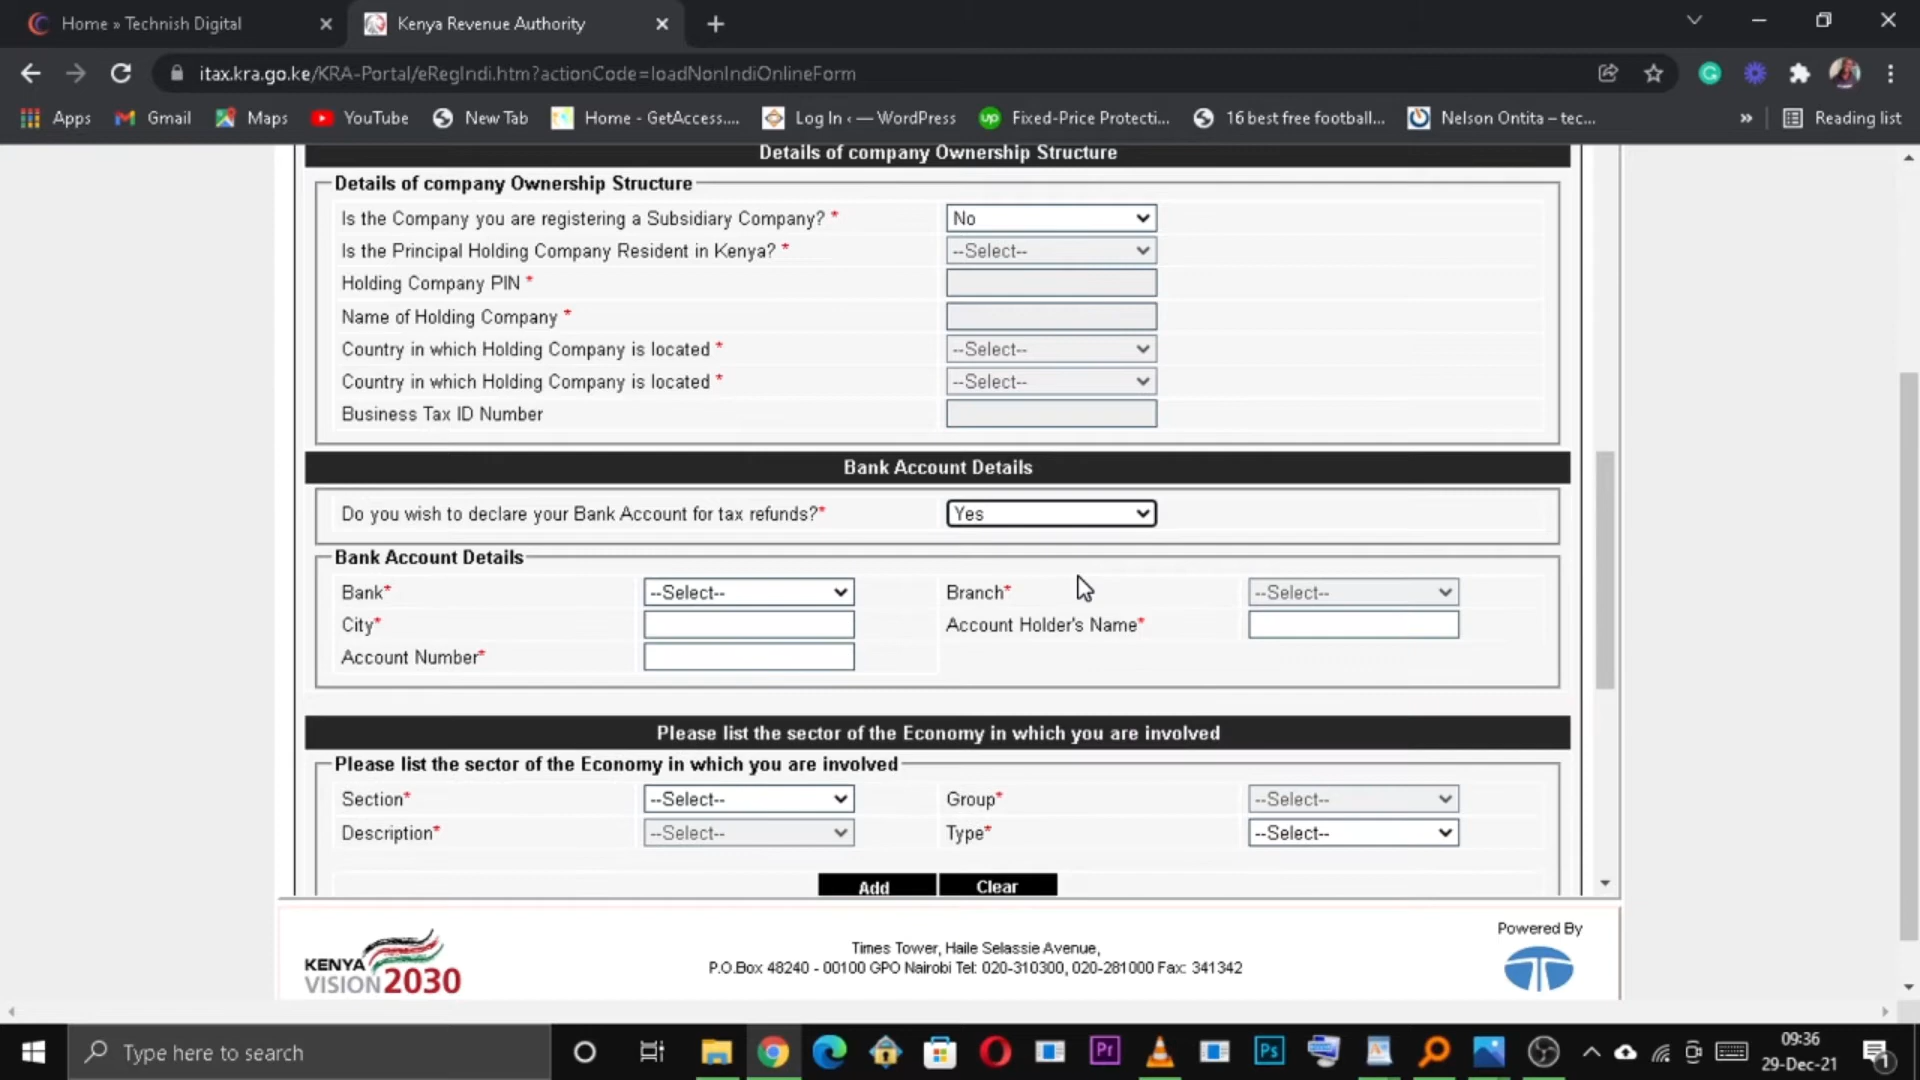 Home » Technish Digital
Kenya Revenue Authority
itax.kra.go.ke/KRA-Portal/eRegIndi.htm?actionCode=loadNonIndiOnlineForm
Apps
Gmail
Maps
YouTube
New Tab
Home - GetAccess....
Log In ‹ — WordPress
up Fixed-Price Protecti...
16 best free football...
Nelson Ontita – tec...
»
Reading list
Details of company Ownership Structure
Details of company Ownership Structure
Is the Company you are registering a Subsidiary Company? * No
Is the Principal Holding Company Resident in Kenya? * --Select--
Holding Company PIN *
Name of Holding Company *
Country in which Holding Company is located * --Select--
Country in which Holding Company is located * --Select--
Business Tax ID Number
Bank Account Details
Do you wish to declare your Bank Account for tax refunds?* Yes
Bank Account Details
Bank* --Select-- Branch* --Select--
City* Account Holder's Name*
Account Number*
Please list the sector of the Economy in which you are involved
Please list the sector of the Economy in which you are involved
Section* --Select-- Group* --Select--
Description* --Select-- Type* --Select--
Add Clear
KENYA
VISION 2030
Times Tower, Haile Selassie Avenue,
P.O.Box 48240 - 00100 GPO Nairobi Tel: 020-310300, 020-281000 Fax: 341342
Powered By
Type here to search
Pr
Ps
09:36
29-Dec-21
1